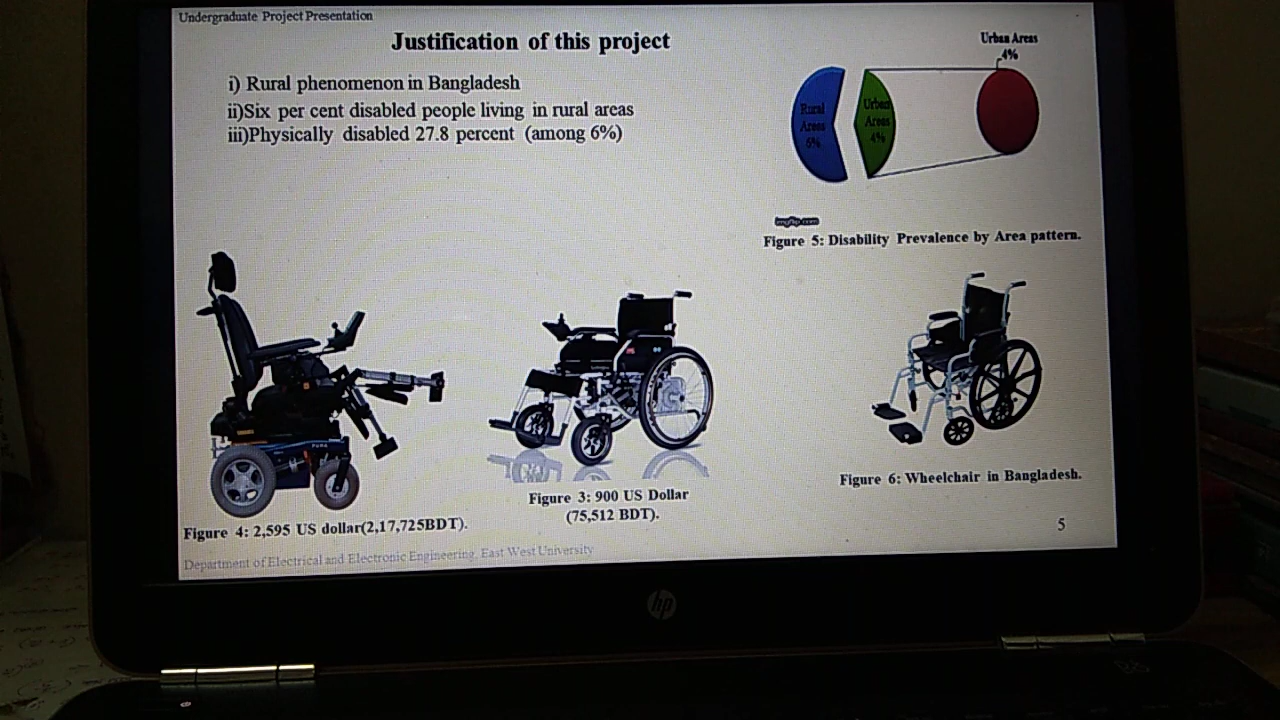 Undergraduate Project Presentation
Justification of this project
i) Rural phenomenon in Bangladesh
ii)Six per cent disabled people living in rural areas
iii)Physically disabled 27.8 percent (among 6%)
Urban Areas
4%
Rural
Areas
6%
Urban
Areas
4%
imgflip.com
Figure 5: Disability Prevalence by Area pattern.
Figure 4: 2,595 US dollar(2,17,725BDT).
Figure 3: 900 US Dollar
(75,512 BDT).
Figure 6: Wheelchair in Bangladesh.
5
Department of Electrical and Electronic Engineering, East West University
hp